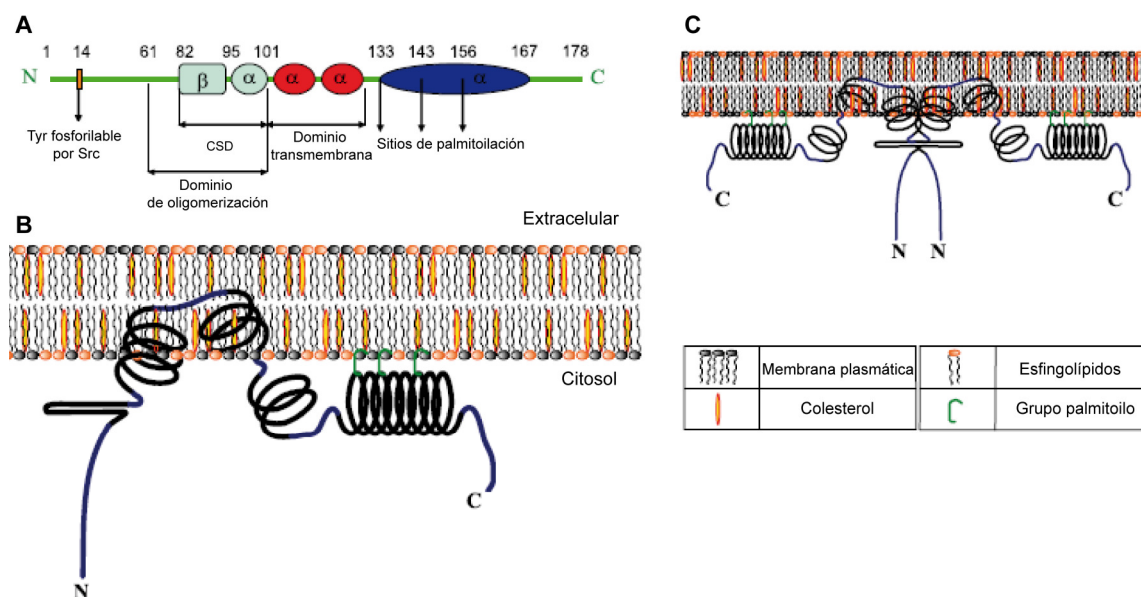 A
1 14 61 82 95 101 133 143 156 167 178
N β α α α α C
Tyr fosforilable
por Src
CSD
Dominio
transmembrana
Sitios de palmitoilación
Dominio
de oligomerización
B
Extracelular
Citosol
C
N
C
C
C
N N
Membrana plasmática
Esfingolípidos
Colesterol
Grupo palmitoilo